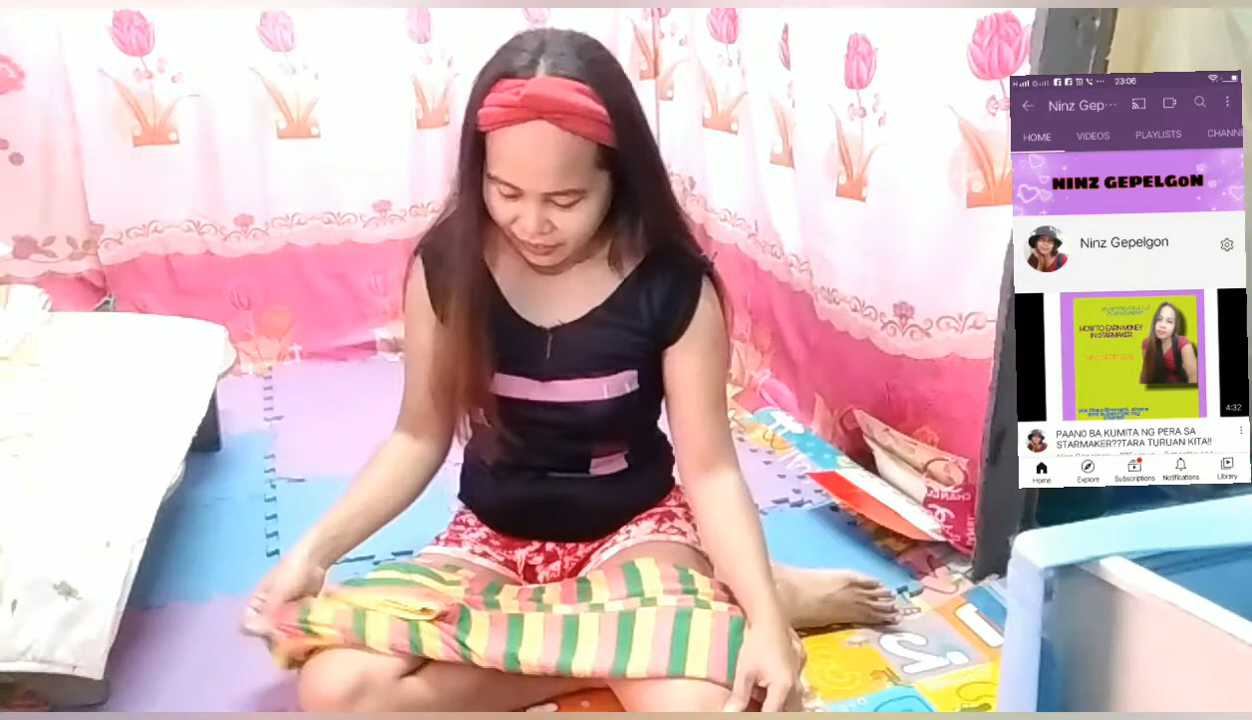 23:06
Ninz Gep...
HOME VIDEOS PLAYLISTS CHANN
NINZ GEPELGoN
Ninz Gepelgon
HOW TO EARN MONEY
IN STARMAKER
4:32
PAANO BA KUMITA NG PERA SA
STARMAKER??TARA TURUAN KITA!!
Home Explore Subscriptions Notifications Library
CHANEL